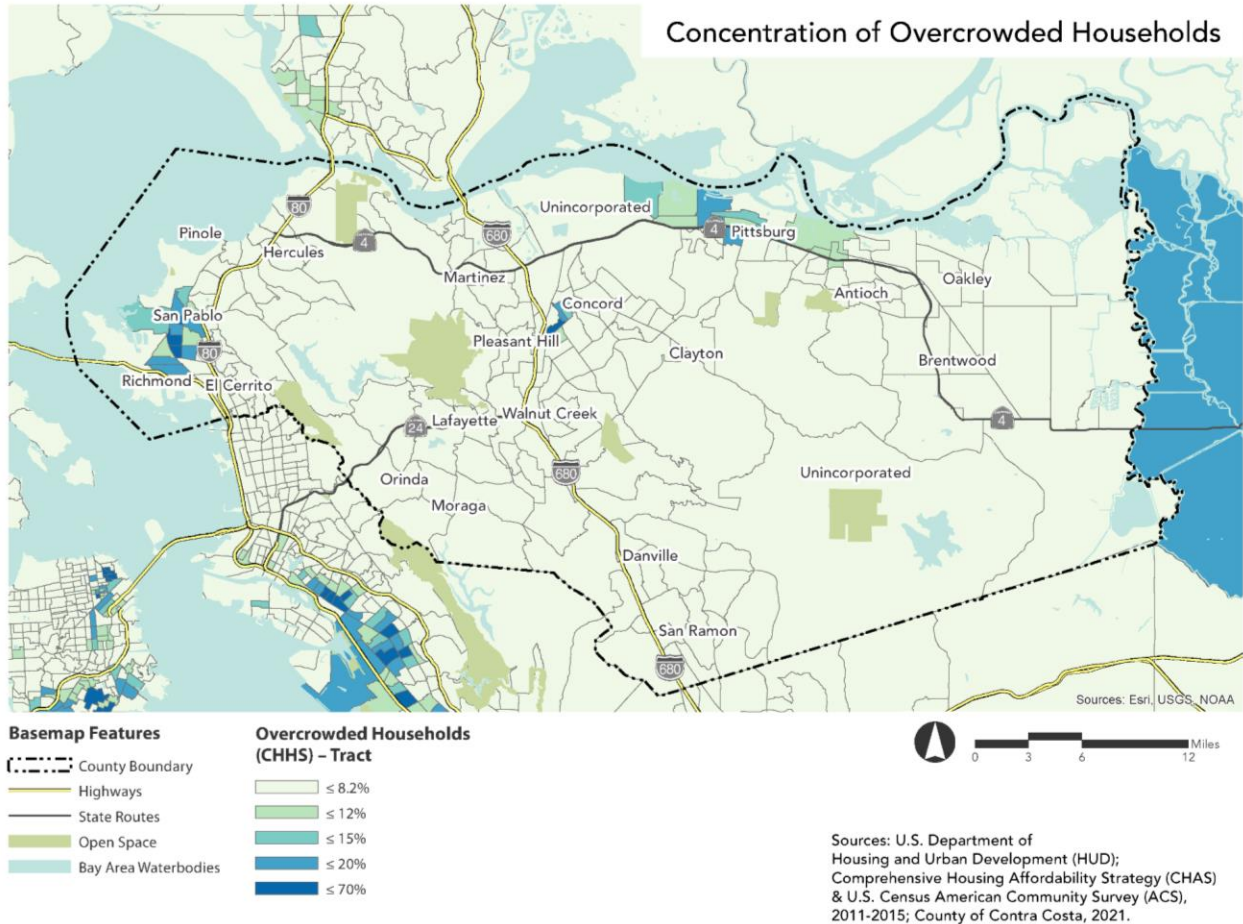 Concentration of Overcrowded Households
80
Unincorporated
680
4
Pittsburg
Pinole
Hercules
4
Martinez
Antioch
Oakley
San Pablo
Concord
80
Pleasant Hill
Clayton
Brentwood
Richmond
El Cerrito
24
Lafayette
Walnut Creek
4
680
Orinda
Unincorporated
Moraga
Danville
San Ramon
680
Sources: Esri, USGS, NOAA
Basemap Features
County Boundary
Highways
State Routes
Open Space
Bay Area Waterbodies
Overcrowded Households
(CHHS) – Tract
≤ 8.2%
≤ 12%
≤ 15%
≤ 20%
≤ 70%
Miles
0 3 6 12
Sources: U.S. Department of
Housing and Urban Development (HUD);
Comprehensive Housing Affordability Strategy (CHAS)
& U.S. Census American Community Survey (ACS),
2011-2015; County of Contra Costa, 2021.